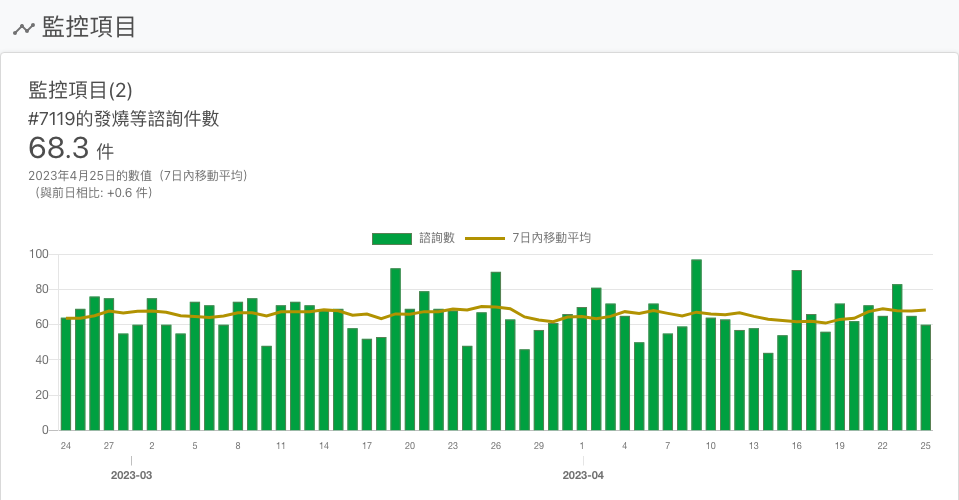 監控項目
監控項目(2)
#7119的發燒等諮詢件數
68.3 件
2023年4月25日的數值（7日內移動平均）
（與前日相比: +0.6 件）
諮詢數 7日內移動平均
100
80
60
40
20
0
24 27 2 5 8 11 14 17 20 23 26 29 1 4 7 10 13 16 19 22 25
2023-03 2023-04